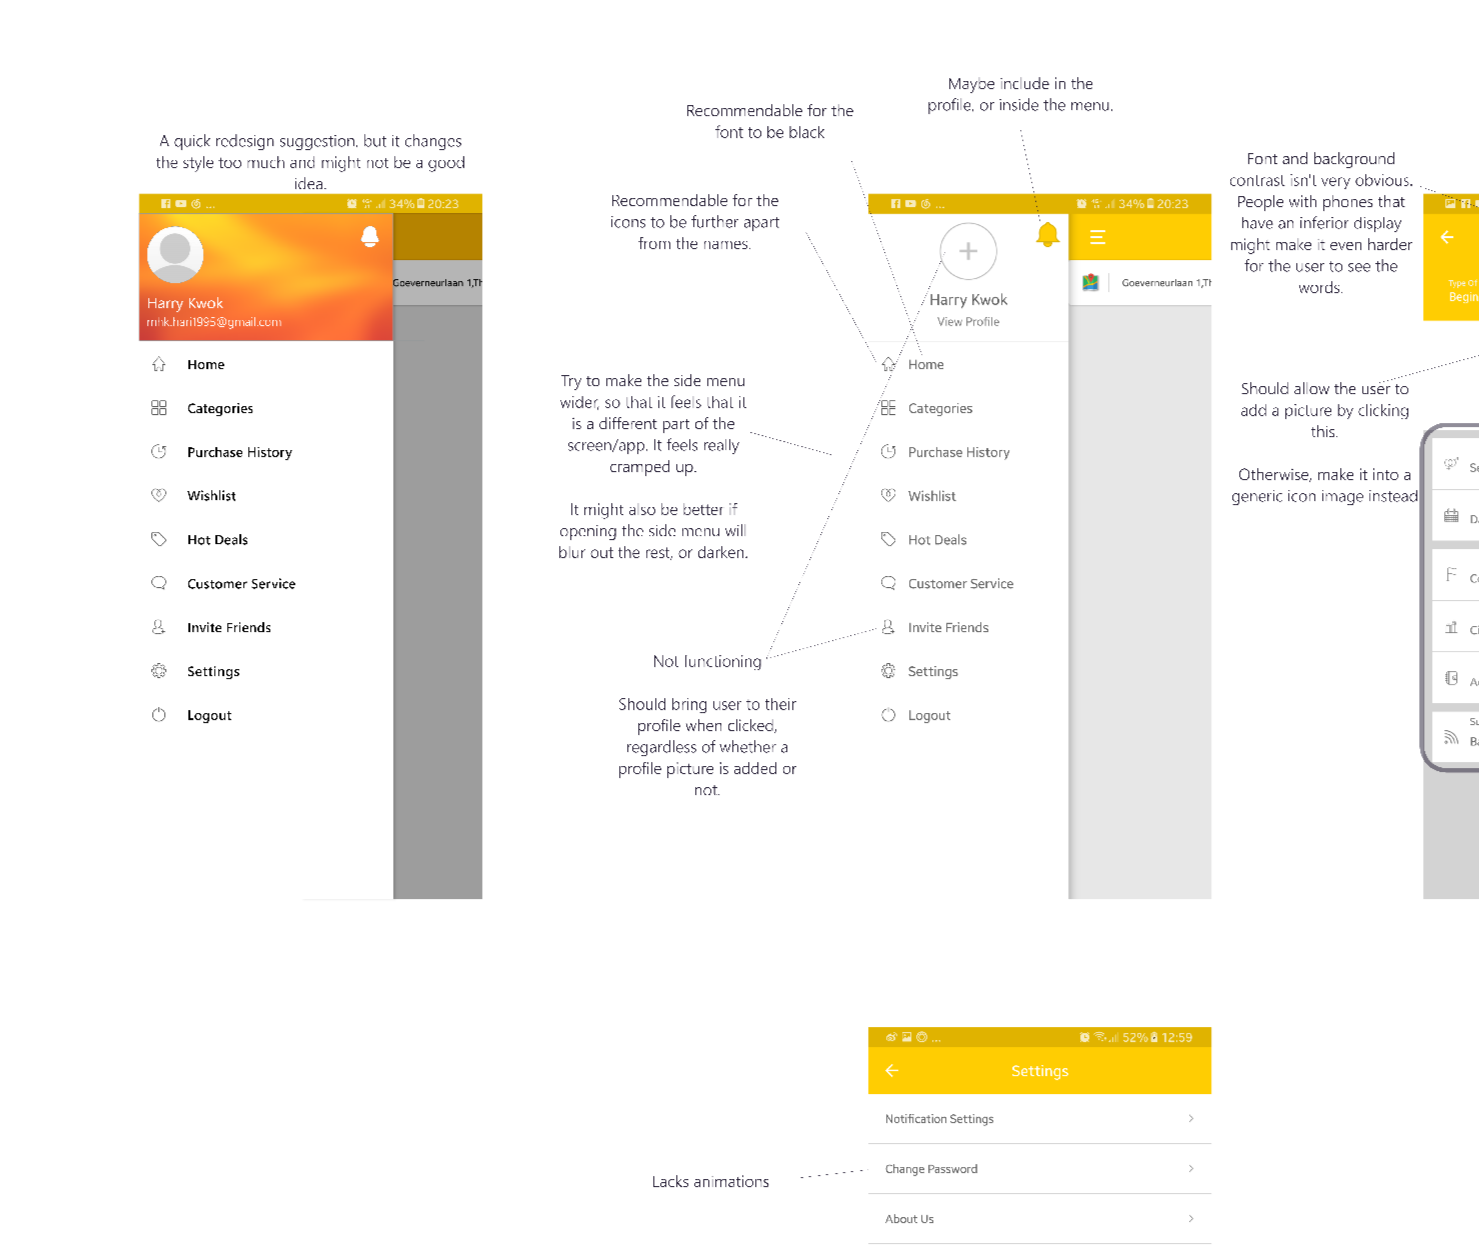 Maybe include in the
profile, or inside the menu.
Recommendable for the
font to be black
A quick redesign suggestion, but it changes
the style too much and might not be a good
idea.
Font and background
contrast isn't very obvious.
People with phones that
have an inferior display
might make it even harder
for the user to see the
words.
Recommendable for the
icons to be further apart
from the names.
... 34% 20:23
Goeverneurlaan 1,Th
Harry Kwok
mhk.hari1995@gmail.com
Home
Categories
Purchase History
Wishlist
Hot Deals
Customer Service
Invite Friends
Settings
Logout
Try to make the side menu
wider, so that it feels that it
is a different part of the
screen/app. It feels really
cramped up.
It might also be better if
opening the side menu will
blur out the rest, or darken.
Not functioning
Should bring user to their
profile when clicked,
regardless of whether a
profile picture is added or
not.
... 34% 20:23
Goeverneurlaan 1,Th
Harry Kwok
View Profile
Home
Categories
Purchase History
Wishlist
Hot Deals
Customer Service
Invite Friends
Settings
Logout
Should allow the user to
add a picture by clicking
this.
Otherwise, make it into a
generic icon image instead
Type Of
Begin
Se
Da
Co
Ci
Ad
Su
Ba
... 52% 12:59
Settings
Notification Settings
Change Password
About Us
Lacks animations